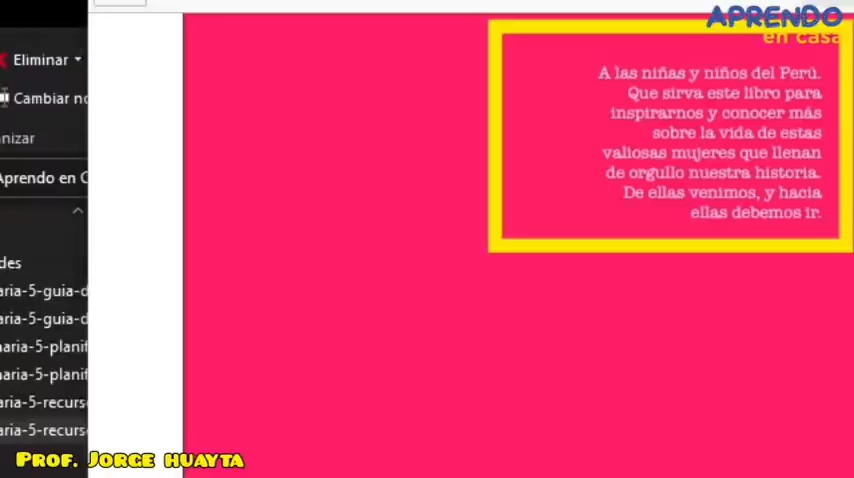 APRENDO
en casa
Eliminar
Cambiar
A las niñas y niños del Perú.
Que sirva este libro para
inspirarnos y conocer más
sobre la vida de estas
valiosas mujeres que llenan
de orgullo nuestra historia.
De ellas venimos, y hacia
ellas debemos ir.
nizar
Aprendo en C
des
aria-5-guia-d
aria-5-guia-d
aria-5-planif
aria-5-planif
aria-5-recurs
aria-5-recurs
Prof. Jorge huayta